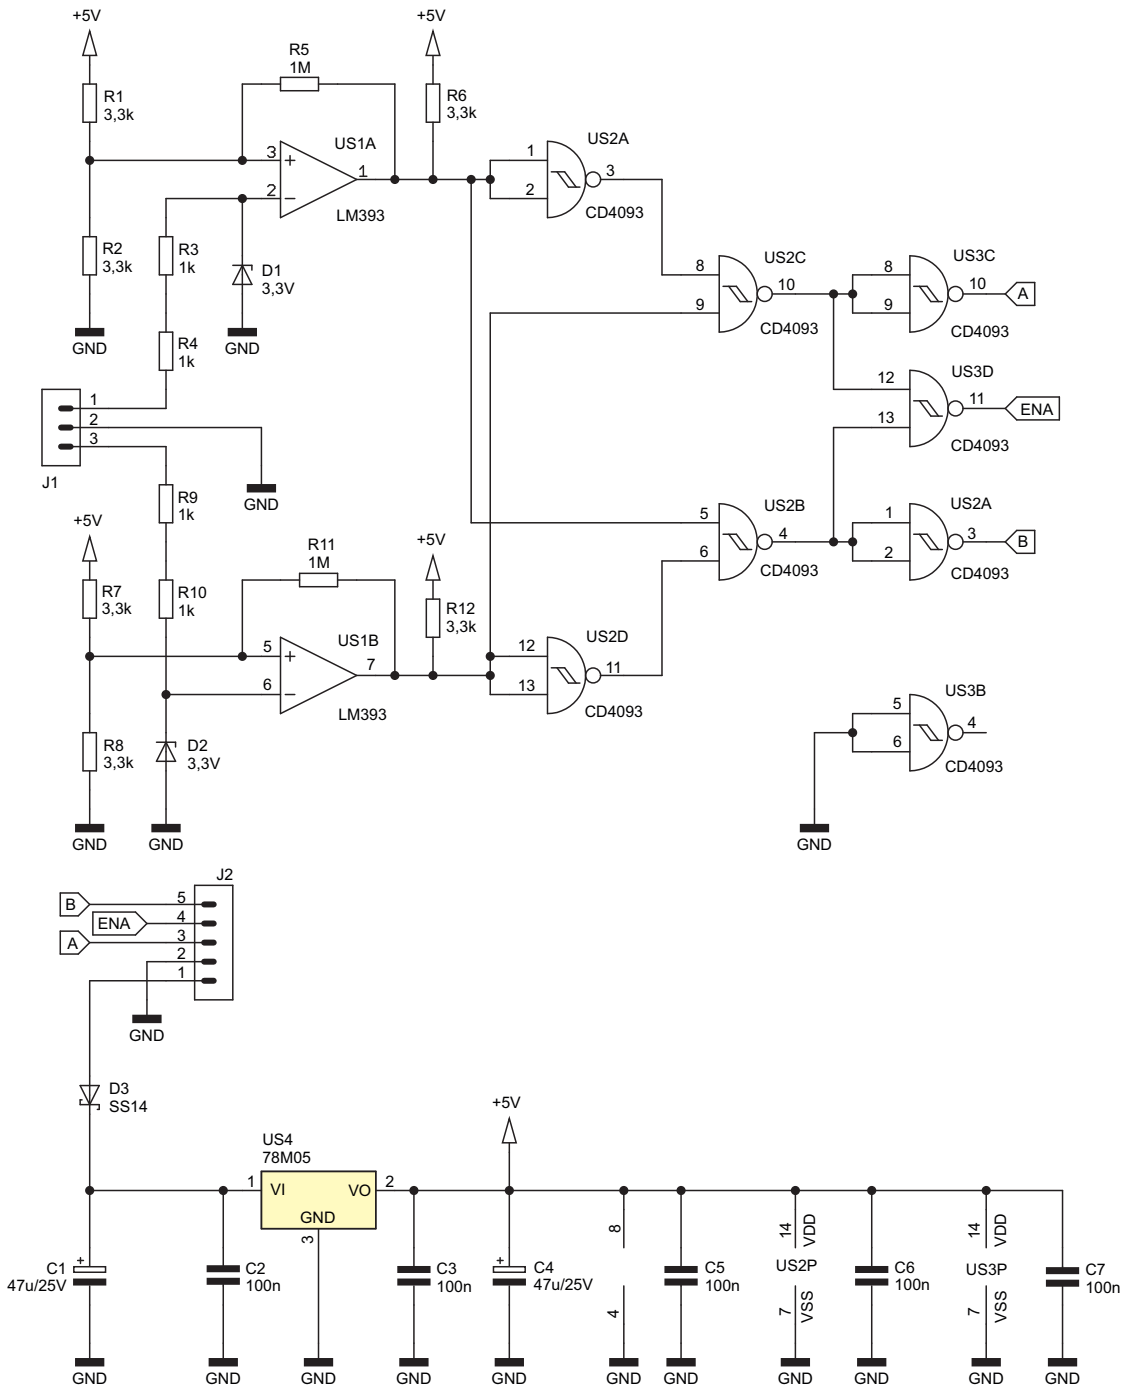 +5V
+5V
R5
1M
R1
3,3k
R6
3,3k
US1A
3
+
1
2
−
LM393
US2A
1
2
3
CD4093
R2
3,3k
R3
1k
D1
3,3V
R4
1k
GND
GND
US2C
8
9
10
CD4093
US3C
8
9
10
A
CD4093
US3D
12
13
11
ENA
CD4093
1
2
3
J1
GND
R9
1k
+5V
R11
1M
+5V
R7
3,3k
R10
1k
R12
3,3k
US2B
5
6
4
CD4093
US2A
1
2
3
B
CD4093
US1B
5
+
7
6
−
LM393
US2D
12
13
11
CD4093
R8
3,3k
D2
3,3V
GND
GND
US3B
5
6
4
CD4093
GND
J2
B
5
ENA
4
A
3
2
1
GND
D3
SS14
+5V
US4
78M05
1
VI
VO
2
GND
3
C1
+
47u/25V
C2
100n
C3
100n
+
C4
47u/25V
8
4
C5
100n
14
VDD
US2P
7
VSS
C6
100n
14
VDD
US3P
7
VSS
C7
100n
GND
GND
GND
GND
GND
GND
GND
GND
GND
GND
GND